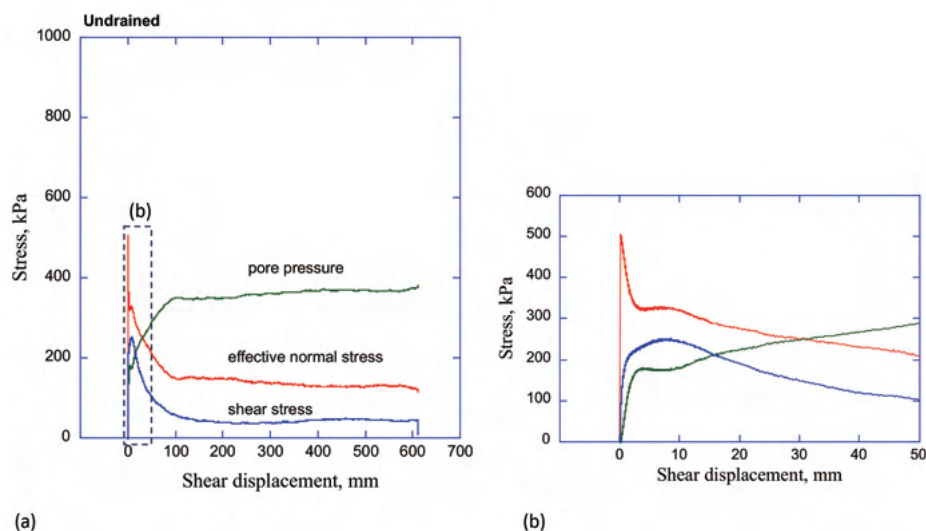 Undrained
1000
800
600
400
200
0
Stress, kPa
(b)
pore pressure
effective normal stress
shear stress
0 100 200 300 400 500 600 700
Shear displacement, mm
(a)
600
500
400
300
200
100
0
Stress, kPa
0 10 20 30 40 50
Shear displacement, mm
(b)